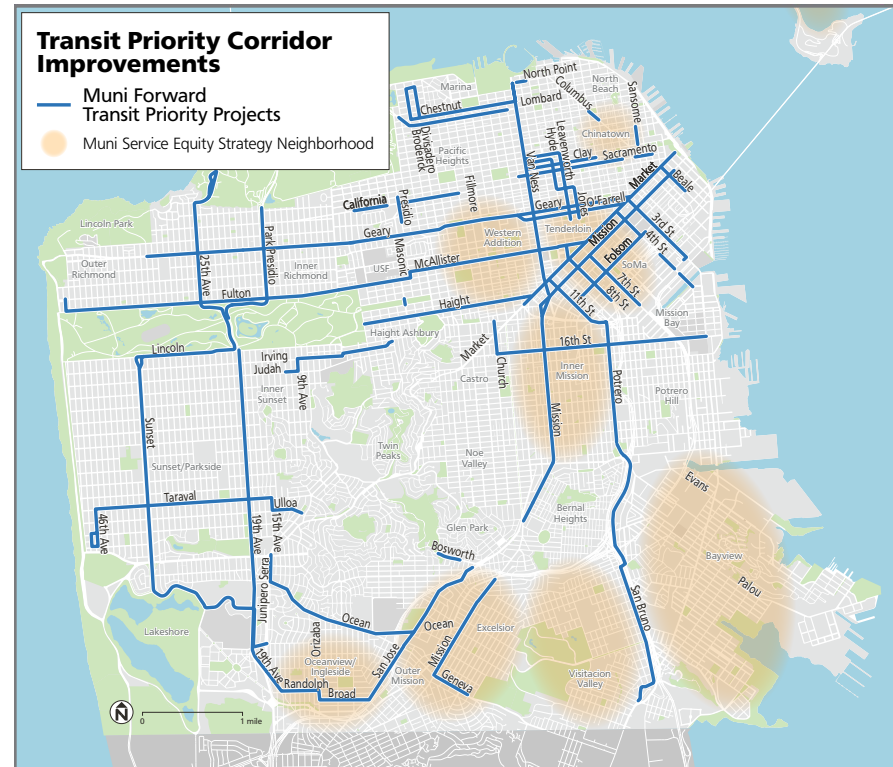 Transit Priority Corridor
Improvements
Muni Forward
Transit Priority Projects
Muni Service Equity Strategy Neighborhood
North Point
Marina
North
Beach
Columbus
Sansome
Chestnut
Lombard
Chinatown
Divisadero
Broderick
Pacific
Heights
Van Ness
Hyde
Leavenworth
Clay
Sacramento
Market
Beale
Fillmore
Jones
O'Farrell
California
Presidio
Geary
Lincoln Park
Park Presidio
Geary
Western
Addition
Tenderloin
Mission
3rd St
4th St
25th Ave
Outer
Richmond
Inner
Richmond
USF
Masonic
McAllister
Folsom
SoMa
7th St
8th St
11th St
Fulton
Haight
Mission
Bay
Haight Ashbury
Lincoln
Irving
Judah
Market
16th St
Inner
Sunset
9th Ave
Castro
Church
Inner
Mission
Potrero
Potrero
Hill
Sunset
Mission
Twin
Peaks
Noe
Valley
Sunset/Parkside
Evans
Taraval
Ulloa
46th Ave
19th Ave
15th Ave
Glen Park
Bernal
Heights
Bosworth
Bayview
Junipero Serra
Palou
San Bruno
Lakeshore
Orizaba
Ocean
Ocean
Excelsior
Mission
19th Ave
Oceanview/
Ingleside
San Jose
Outer
Mission
Randolph
Broad
Geneva
Visitacion
Valley
N
0
1 mile